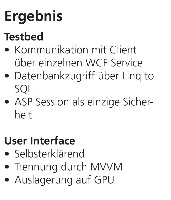 Ergebnis
Testbed
• Kommunikation mit Client
über einzelnen WCF Service
• Datenbankzugriff über Linq to
SQL
• ASP Session als einzige Sicher-
heit
User Interface
• Selbsterklärend
• Trennung durch MVVM
• Auslagerung auf GPU